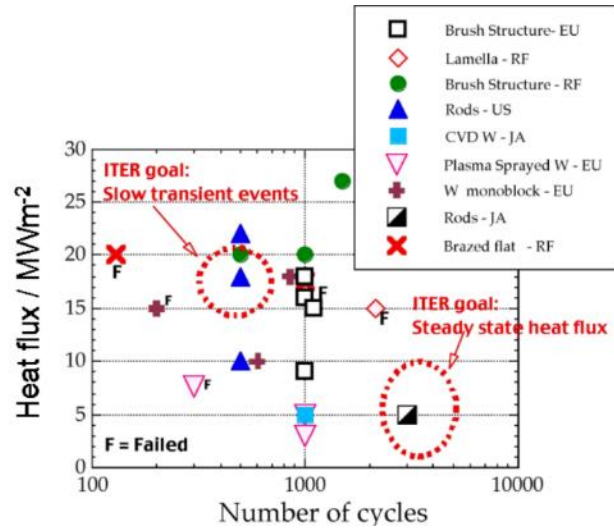 Brush Structure- EU
Lamella - RF
Brush Structure - RF
Rods - US
CVD W - JA
Plasma Sprayed W - EU
W monoblock - EU
Rods - JA
Brazed flat - RF
ITER goal:
Slow transient events
ITER goal:
Steady state heat flux
30
25
20
15
10
5
0
F
F
F
F
F
F = Failed
Heat flux / MWm-2
100
1000
10000
Number of cycles